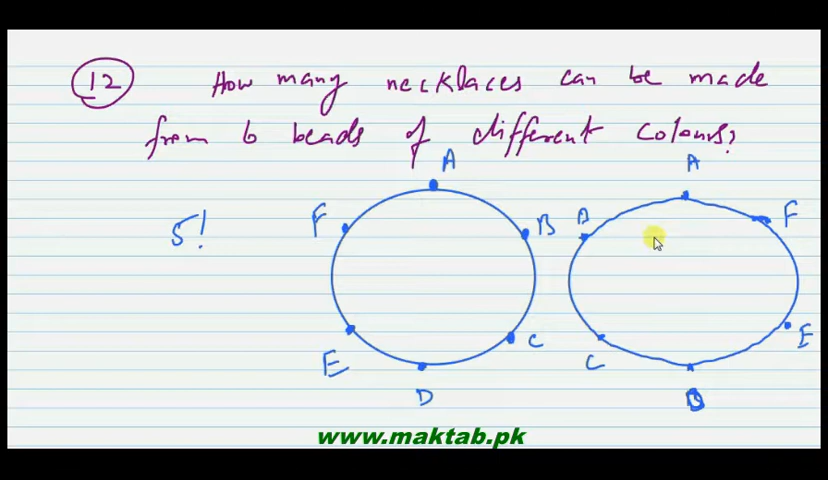 12 How many necklaces can be made
from 6 beads of different colours?
5!
A
B
C
D
E
F
A
F
E
C
B
www.maktab.pk